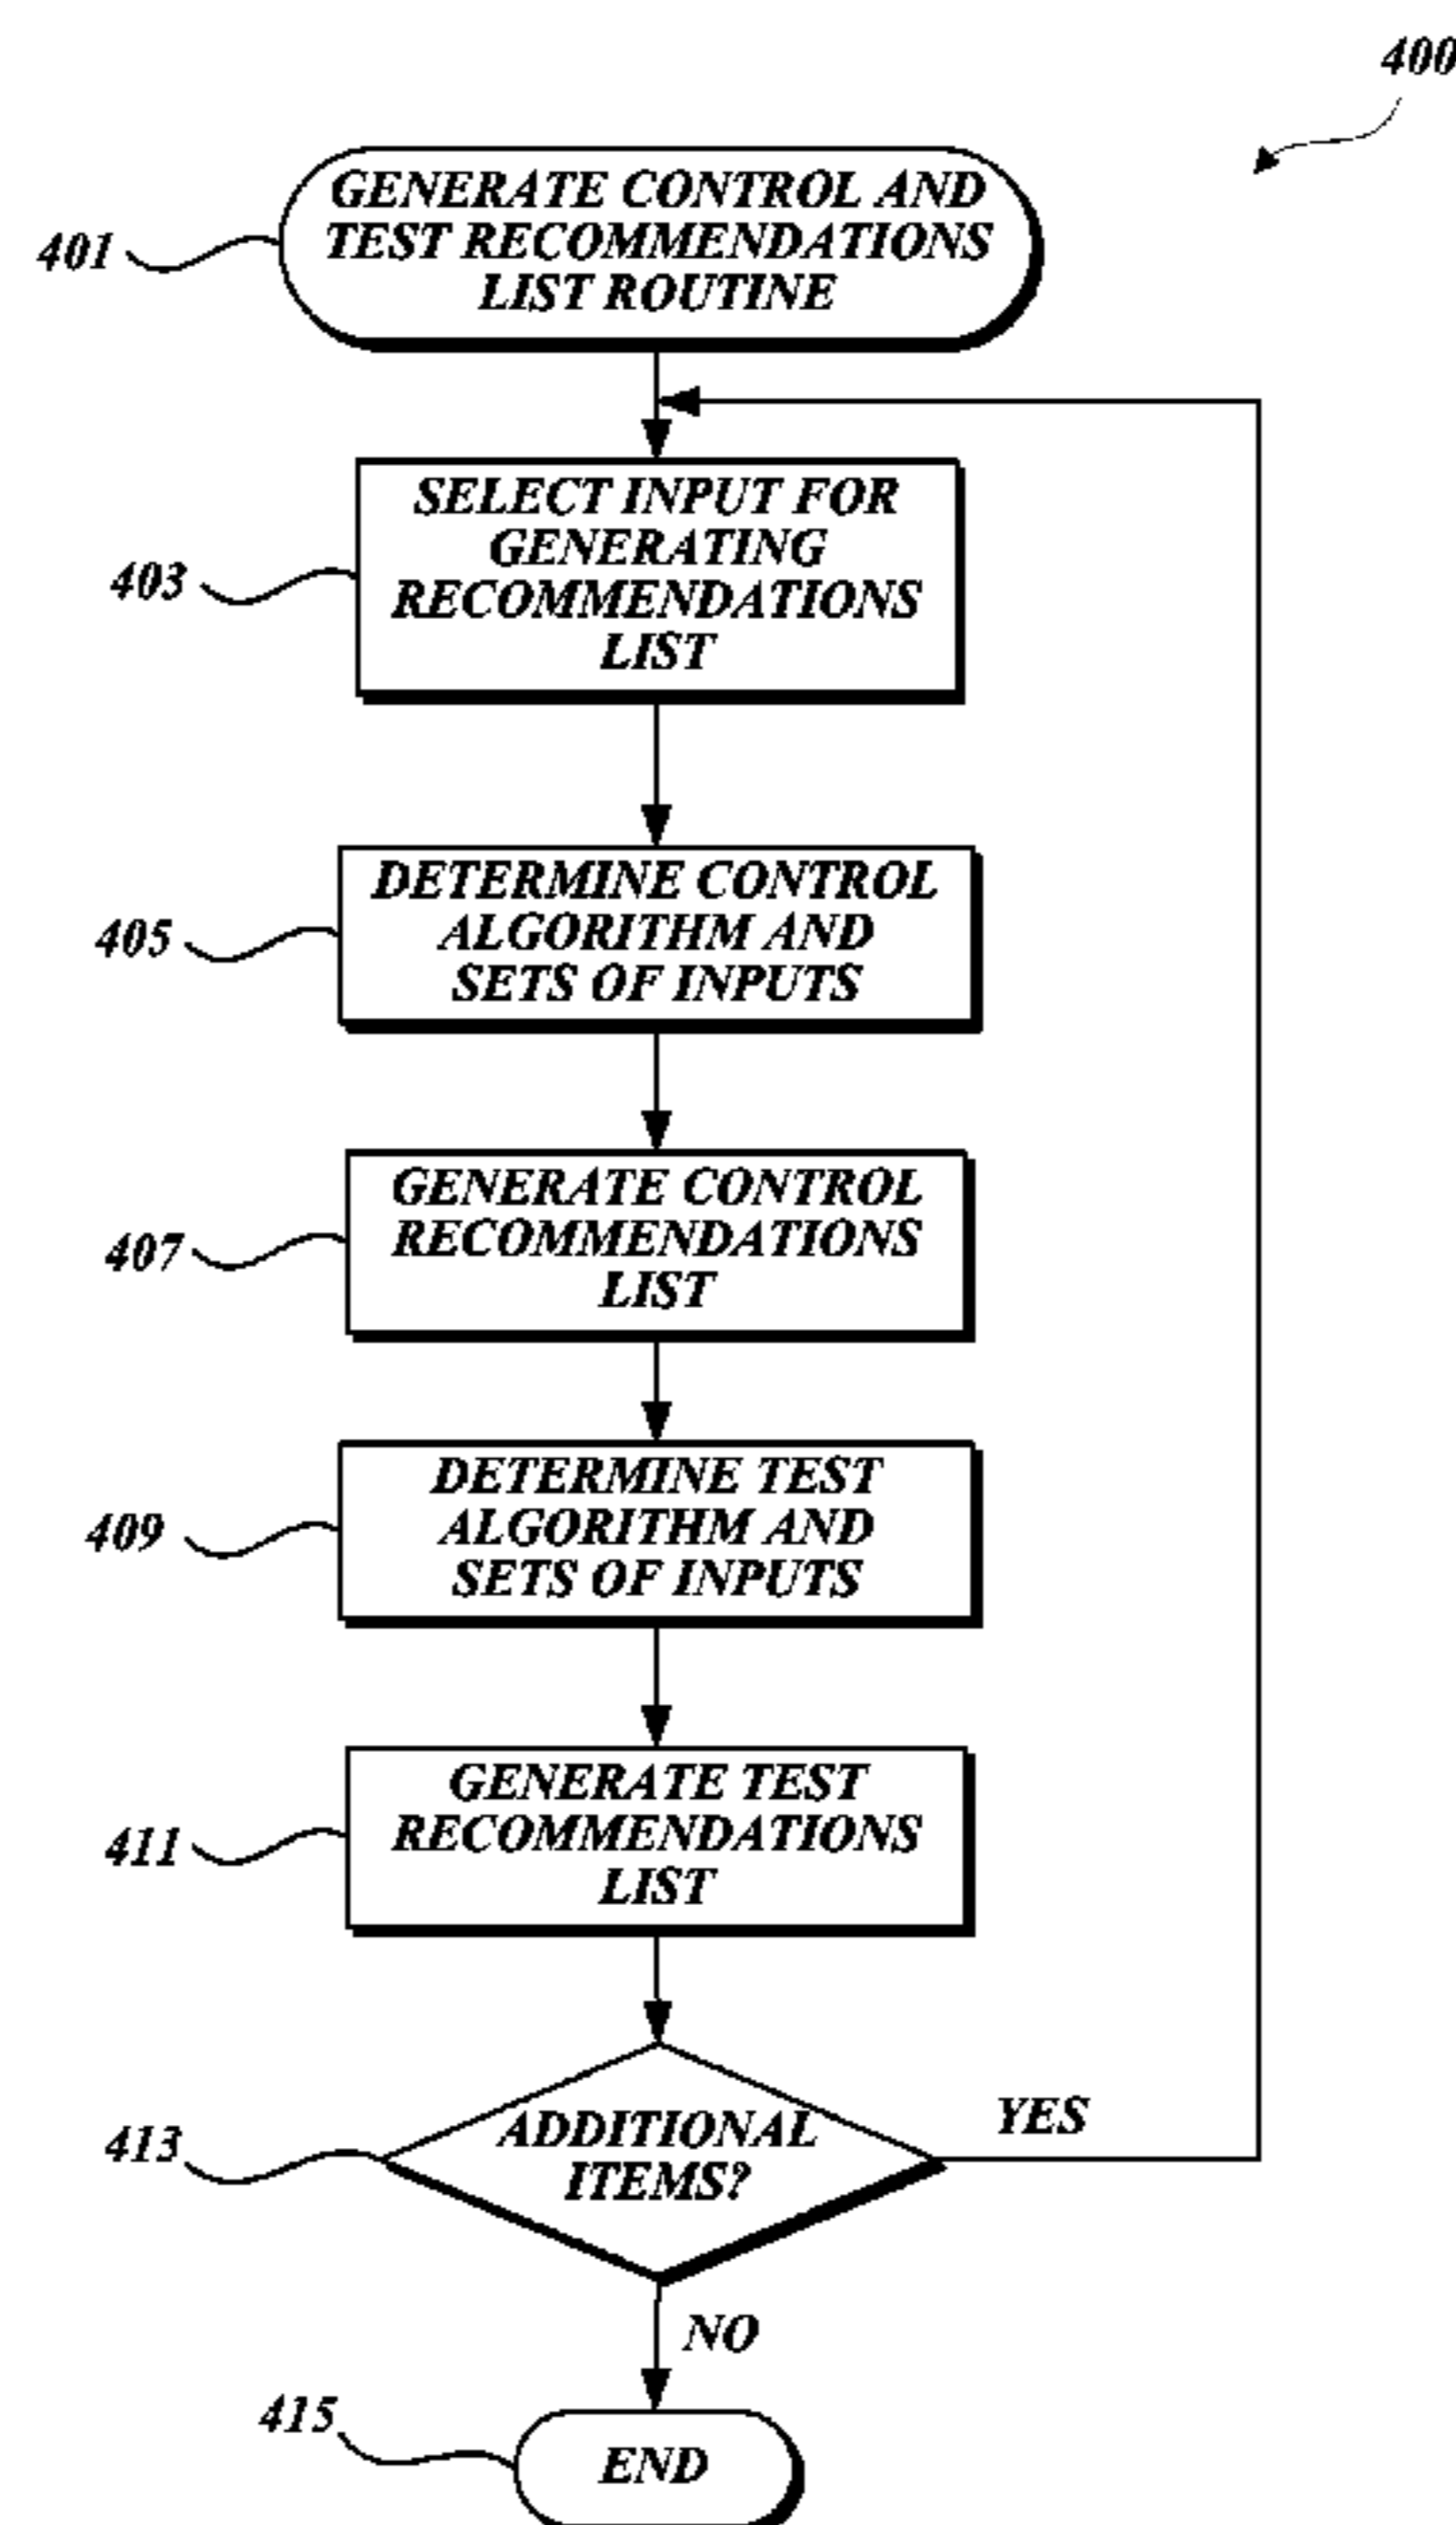 400
401
GENERATE CONTROL AND
TEST RECOMMENDATIONS
LIST ROUTINE
403
SELECT INPUT FOR
GENERATING
RECOMMENDATIONS
LIST
405
DETERMINE CONTROL
ALGORITHM AND
SETS OF INPUTS
407
GENERATE CONTROL
RECOMMENDATIONS
LIST
409
DETERMINE TEST
ALGORITHM AND
SETS OF INPUTS
411
GENERATE TEST
RECOMMENDATIONS
LIST
413
ADDITIONAL
ITEMS?
YES
NO
415
END